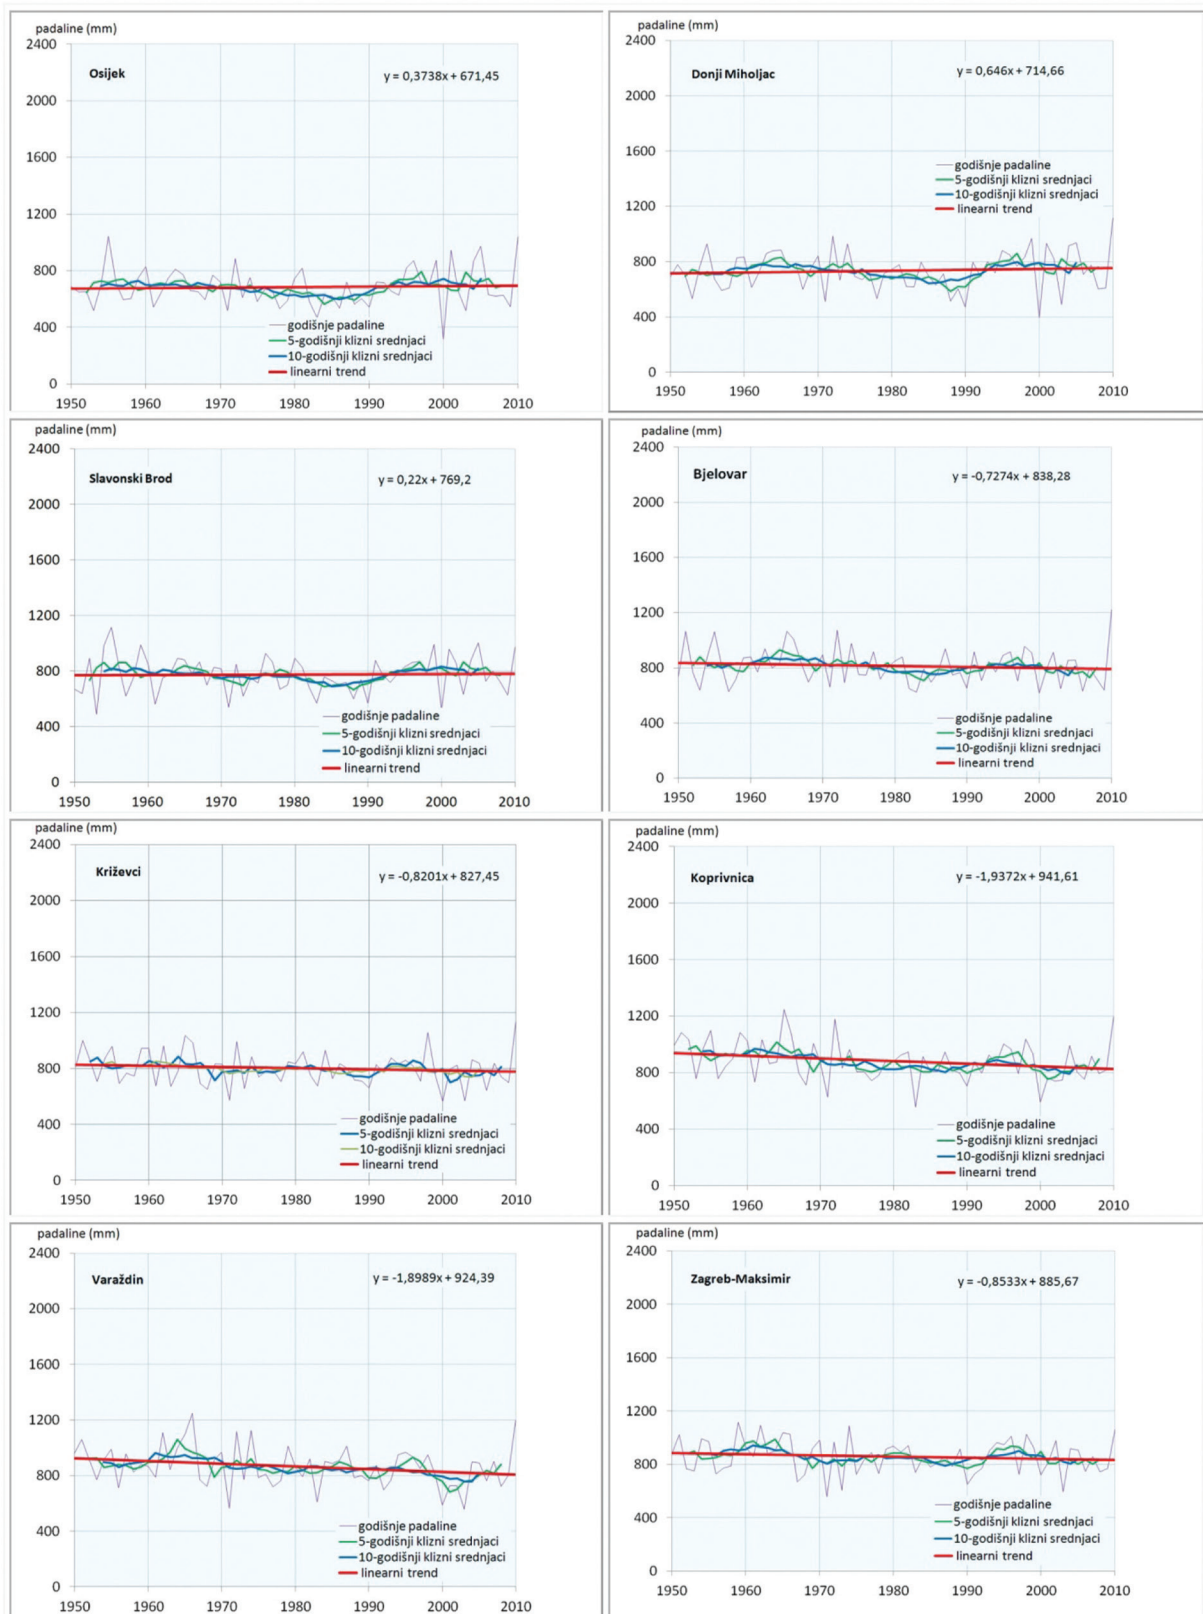 padaline (mm)
2400
2000
1600
1200
800
400
0
Osijek
y = 0,3738x + 671,45
godišnje padaline
5-godišnji klizni srednjaci
10-godišnji klizni srednjaci
linearni trend
1950 1960 1970 1980 1990 2000 2010
padaline (mm)
2400
2000
1600
1200
800
400
0
Donji Miholjac
y = 0,646x + 714,66
godišnje padaline
5-godišnji klizni srednjaci
10-godišnji klizni srednjaci
linearni trend
1950 1960 1970 1980 1990 2000 2010
padaline (mm)
2400
2000
1600
1200
800
400
0
Slavonski Brod
y = 0,22x + 769,2
godišnje padaline
5-godišnji klizni srednjaci
10-godišnji klizni srednjaci
linearni trend
1950 1960 1970 1980 1990 2000 2010
padaline (mm)
2400
2000
1600
1200
800
400
0
Bjelovar
y = -0,7274x + 838,28
godišnje padaline
5-godišnji klizni srednjaci
10-godišnji klizni srednjaci
linearni trend
1950 1960 1970 1980 1990 2000 2010
padaline (mm)
2400
2000
1600
1200
800
400
0
Križevci
y = -0,8201x + 827,45
godišnje padaline
5-godišnji klizni srednjaci
10-godišnji klizni srednjaci
linearni trend
1950 1960 1970 1980 1990 2000 2010
padaline (mm)
2400
2000
1600
1200
800
400
0
Koprivnica
y = -1,9372x + 941,61
godišnje padaline
5-godišnji klizni srednjaci
10-godišnji klizni srednjaci
linearni trend
1950 1960 1970 1980 1990 2000 2010
padaline (mm)
2400
2000
1600
1200
800
400
0
Varaždin
y = -1,8989x + 924,39
godišnje padaline
5-godišnji klizni srednjaci
10-godišnji klizni srednjaci
linearni trend
1950 1960 1970 1980 1990 2000 2010
padaline (mm)
2400
2000
1600
1200
800
400
0
Zagreb-Maksimir
y = -0,8533x + 885,67
godišnje padaline
5-godišnji klizni srednjaci
10-godišnji klizni srednjaci
linearni trend
1950 1960 1970 1980 1990 2000 2010